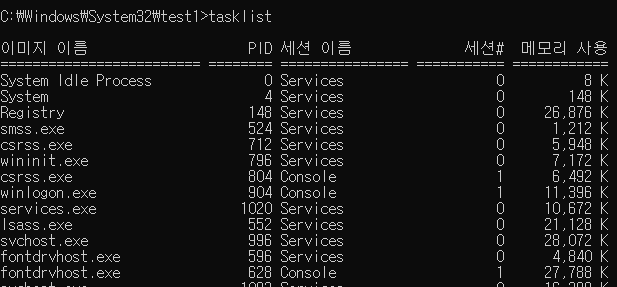 C:₩Windows₩System32₩test1>tasklist
이미지 이름 PID 세션 이름 세션# 메모리 사용
========================= ======== ================ =========== ============
System Idle Process 0 Services 0 8 K
System 4 Services 0 148 K
Registry 148 Services 0 26,876 K
smss.exe 524 Services 0 1,212 K
csrss.exe 712 Services 0 5,948 K
wininit.exe 796 Services 0 7,172 K
csrss.exe 804 Console 1 6,492 K
winlogon.exe 904 Console 1 11,396 K
services.exe 1020 Services 0 10,672 K
lsass.exe 552 Services 0 21,128 K
svchost.exe 996 Services 0 28,072 K
fontdrvhost.exe 596 Services 0 4,840 K
fontdrvhost.exe 628 Console 1 27,788 K